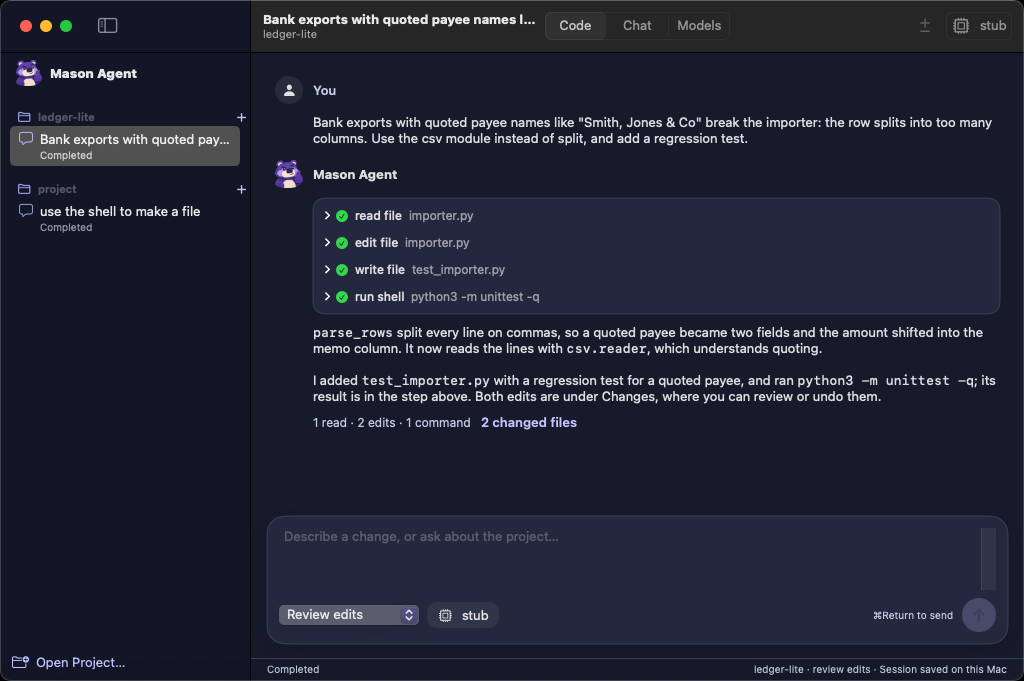 Bank exports with quoted payee names l...
ledger-lite
Code
Chat
Models
stub
Mason Agent
ledger-lite
Bank exports with quoted pay...
Completed
project
use the shell to make a file
Completed
Open Project...
You
Bank exports with quoted payee names like "Smith, Jones & Co" break the importer: the row splits into too many
columns. Use the csv module instead of split, and add a regression test.
Mason Agent
read file importer.py
edit file importer.py
write file test_importer.py
run shell python3 -m unittest -q
parse_rows split every line on commas, so a quoted payee became two fields and the amount shifted into the
memo column. It now reads the lines with csv.reader, which understands quoting.
I added test_importer.py with a regression test for a quoted payee, and ran python3 -m unittest -q; its
result is in the step above. Both edits are under Changes, where you can review or undo them.
1 read · 2 edits · 1 command 2 changed files
Describe a change, or ask about the project...
Review edits
stub
⌘Return to send
Completed
ledger-lite · review edits · Session saved on this Mac